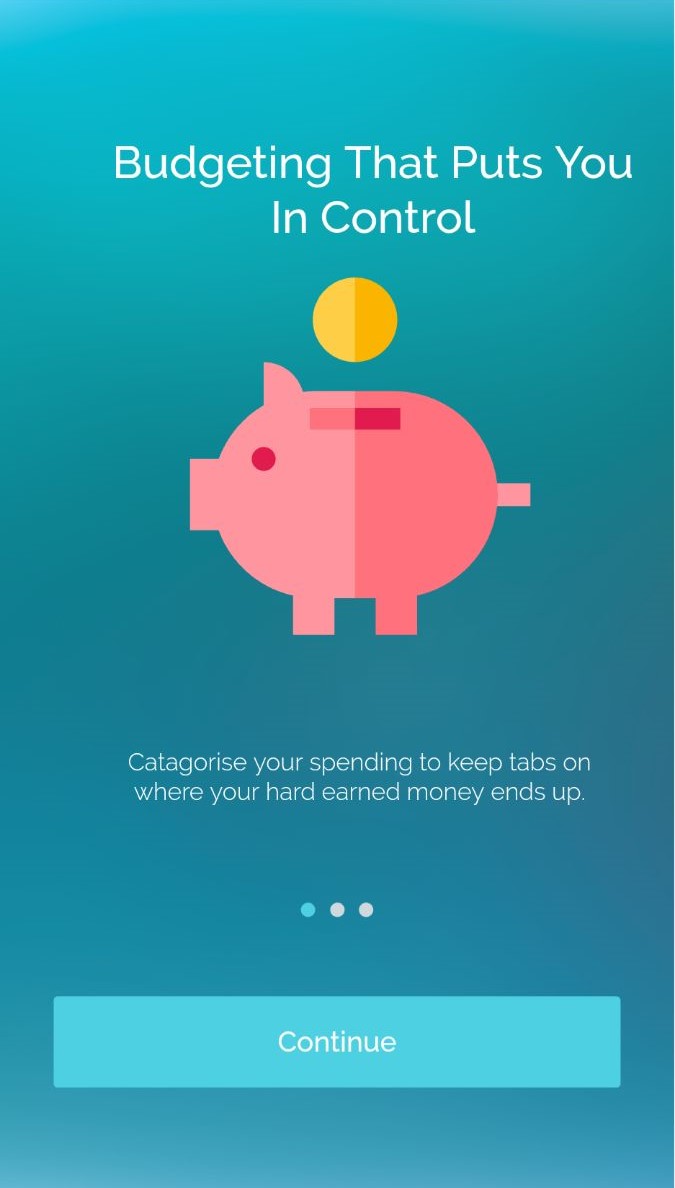 Budgeting That Puts You
In Control
Catagorise your spending to keep tabs on
where your hard earned money ends up.
Continue